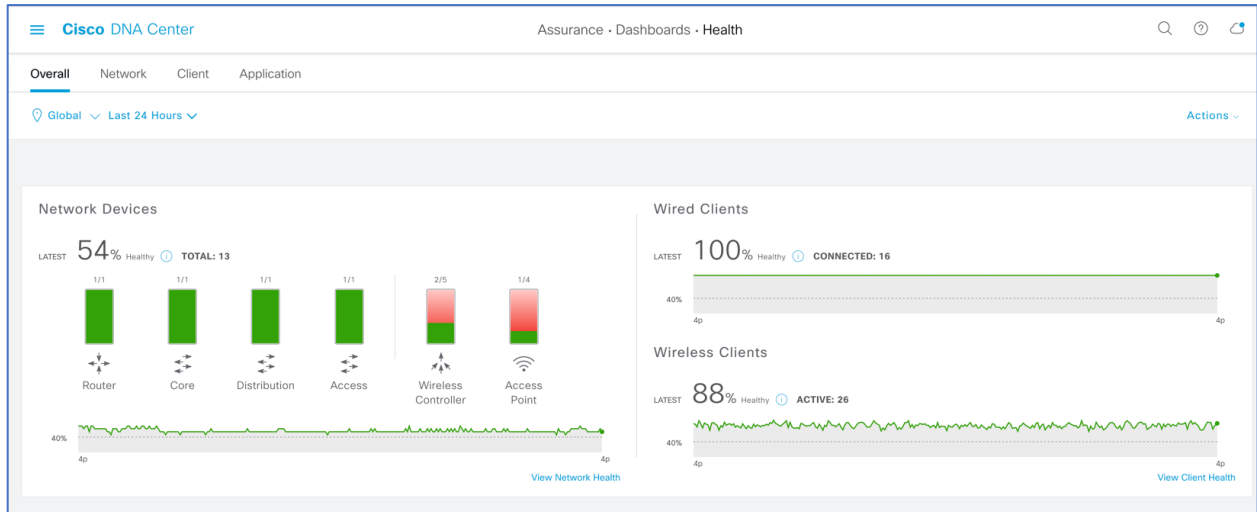 Cisco DNA Center
Assurance · Dashboards · Health
Overall Network Client Application
Global Last 24 Hours
Actions
Network Devices
LATEST 54% Healthy TOTAL: 13
1/1 1/1 1/1 1/1 2/5 1/4
Router Core Distribution Access Wireless Controller Access Point
40%
4p 4p
View Network Health
Wired Clients
LATEST 100% Healthy CONNECTED: 16
40%
4p 4p
Wireless Clients
LATEST 88% Healthy ACTIVE: 26
40%
4p 4p
View Client Health